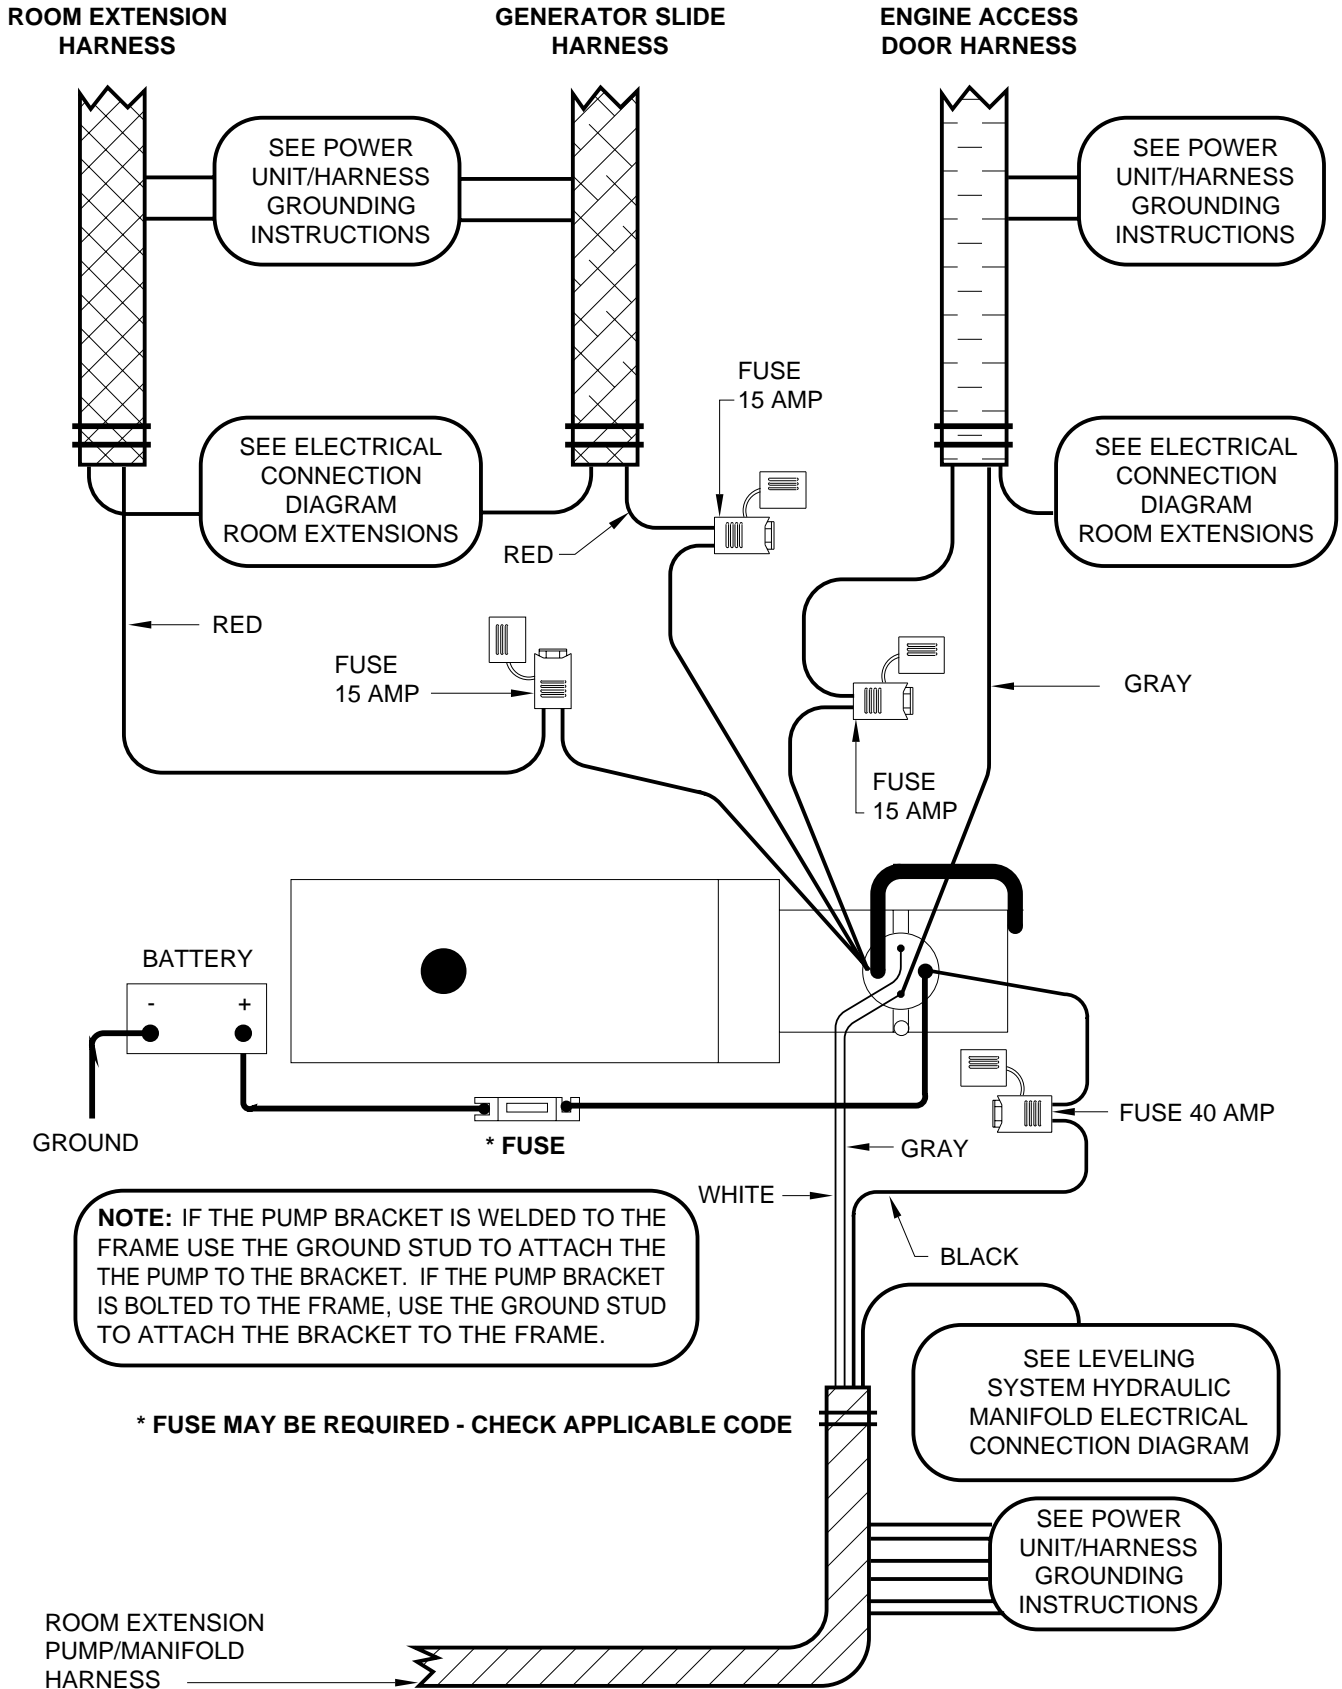 ROOM EXTENSION
HARNESS
GENERATOR SLIDE
HARNESS
ENGINE ACCESS
DOOR HARNESS
SEE POWER
UNIT/HARNESS
GROUNDING
INSTRUCTIONS
SEE POWER
UNIT/HARNESS
GROUNDING
INSTRUCTIONS
FUSE
15 AMP
SEE ELECTRICAL
CONNECTION
DIAGRAM
ROOM EXTENSIONS
SEE ELECTRICAL
CONNECTION
DIAGRAM
ROOM EXTENSIONS
RED
RED
FUSE
15 AMP
GRAY
FUSE
15 AMP
BATTERY
- +
GROUND
* FUSE
FUSE 40 AMP
GRAY
WHITE
BLACK
NOTE: IF THE PUMP BRACKET IS WELDED TO THE
FRAME USE THE GROUND STUD TO ATTACH THE
THE PUMP TO THE BRACKET. IF THE PUMP BRACKET
IS BOLTED TO THE FRAME, USE THE GROUND STUD
TO ATTACH THE BRACKET TO THE FRAME.
SEE LEVELING
SYSTEM HYDRAULIC
MANIFOLD ELECTRICAL
CONNECTION DIAGRAM
* FUSE MAY BE REQUIRED - CHECK APPLICABLE CODE
SEE POWER
UNIT/HARNESS
GROUNDING
INSTRUCTIONS
ROOM EXTENSION
PUMP/MANIFOLD
HARNESS